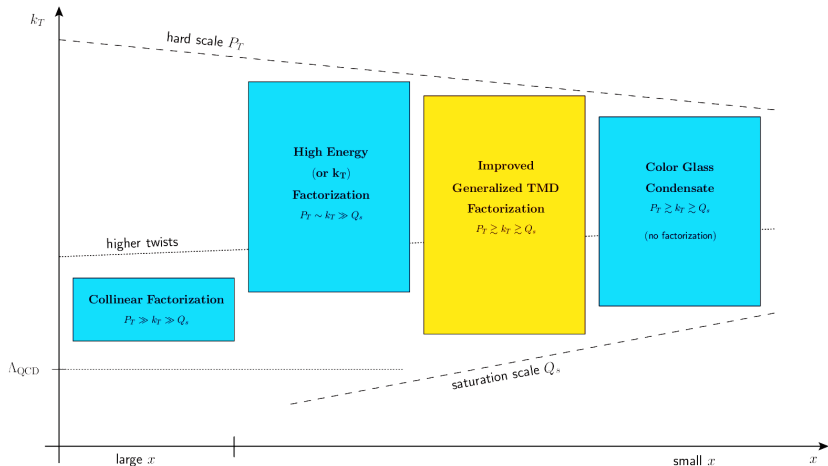 k_T
hard scale P_T
High Energy
(or k_T)
Factorization
P_T ∼ k_T ≫ Q_s
Improved
Generalized TMD
Factorization
P_T ≳ k_T ≳ Q_s
Color Glass
Condensate
P_T ≳ k_T ≳ Q_s
(no factorization)
higher twists
Collinear Factorization
P_T ≫ k_T ≫ Q_s
Λ_QCD
saturation scale Q_s
large x
small x
x